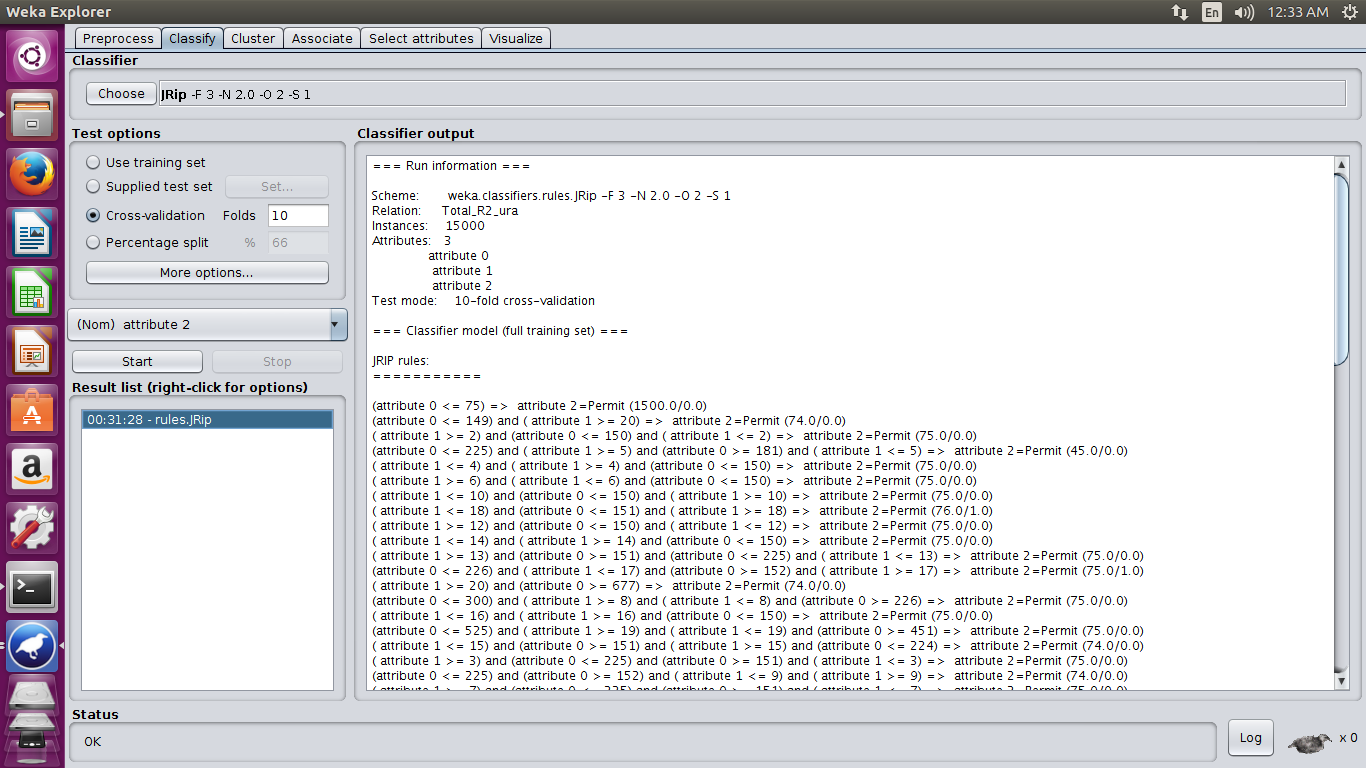 Weka Explorer
En
12:33 AM
Preprocess
Classify
Cluster
Associate
Select attributes
Visualize
Classifier
Choose
JRip -F 3 -N 2.0 -O 2 -S 1
Test options
Use training set
Supplied test set
Set...
Cross-validation Folds 10
Percentage split % 66
More options...
(Nom) attribute 2
Start
Stop
Result list (right-click for options)
00:31:28 - rules.JRip
Classifier output
=== Run information ===
Scheme: weka.classifiers.rules.JRip -F 3 -N 2.0 -O 2 -S 1
Relation: Total_R2_ura
Instances: 15000
Attributes: 3
attribute 0
attribute 1
attribute 2
Test mode: 10-fold cross-validation
=== Classifier model (full training set) ===
JRIP rules:
===========
(attribute 0 <= 75) => attribute 2=Permit (1500.0/0.0)
(attribute 0 <= 149) and ( attribute 1 >= 20) => attribute 2=Permit (74.0/0.0)
( attribute 1 >= 2) and (attribute 0 <= 150) and ( attribute 1 <= 2) => attribute 2=Permit (75.0/0.0)
(attribute 0 <= 225) and ( attribute 1 >= 5) and (attribute 0 >= 181) and ( attribute 1 <= 5) => attribute 2=Permit (45.0/0.0)
( attribute 1 <= 4) and ( attribute 1 >= 4) and (attribute 0 <= 150) => attribute 2=Permit (75.0/0.0)
( attribute 1 >= 6) and ( attribute 1 <= 6) and (attribute 0 <= 150) => attribute 2=Permit (75.0/0.0)
( attribute 1 <= 10) and (attribute 0 <= 150) and ( attribute 1 >= 10) => attribute 2=Permit (75.0/0.0)
( attribute 1 <= 18) and (attribute 0 <= 151) and ( attribute 1 >= 18) => attribute 2=Permit (76.0/1.0)
( attribute 1 >= 12) and (attribute 0 <= 150) and ( attribute 1 <= 12) => attribute 2=Permit (75.0/0.0)
( attribute 1 <= 14) and ( attribute 1 >= 14) and (attribute 0 <= 150) => attribute 2=Permit (75.0/0.0)
( attribute 1 >= 13) and (attribute 0 >= 151) and (attribute 0 <= 225) and ( attribute 1 <= 13) => attribute 2=Permit (75.0/0.0)
(attribute 0 <= 226) and ( attribute 1 <= 17) and (attribute 0 >= 152) and ( attribute 1 >= 17) => attribute 2=Permit (75.0/1.0)
( attribute 1 >= 20) and (attribute 0 >= 677) => attribute 2=Permit (74.0/0.0)
(attribute 0 <= 300) and ( attribute 1 >= 8) and ( attribute 1 <= 8) and (attribute 0 >= 226) => attribute 2=Permit (75.0/0.0)
( attribute 1 <= 16) and ( attribute 1 >= 16) and (attribute 0 <= 150) => attribute 2=Permit (75.0/0.0)
(attribute 0 <= 525) and ( attribute 1 >= 19) and ( attribute 1 <= 19) and (attribute 0 >= 451) => attribute 2=Permit (75.0/0.0)
( attribute 1 <= 15) and (attribute 0 >= 151) and ( attribute 1 >= 15) and (attribute 0 <= 224) => attribute 2=Permit (74.0/0.0)
( attribute 1 >= 3) and (attribute 0 <= 225) and (attribute 0 >= 151) and ( attribute 1 <= 3) => attribute 2=Permit (75.0/0.0)
(attribute 0 <= 225) and (attribute 0 >= 152) and ( attribute 1 <= 9) and ( attribute 1 >= 9) => attribute 2=Permit (74.0/0.0)
( attribute 1 >= 7) and (attribute 0 <= 225) and (attribute 0 >= 151) and ( attribute 1 <= 7) => attribute 2=Permit (75.0/0.0)
Status
OK
Log
x 0